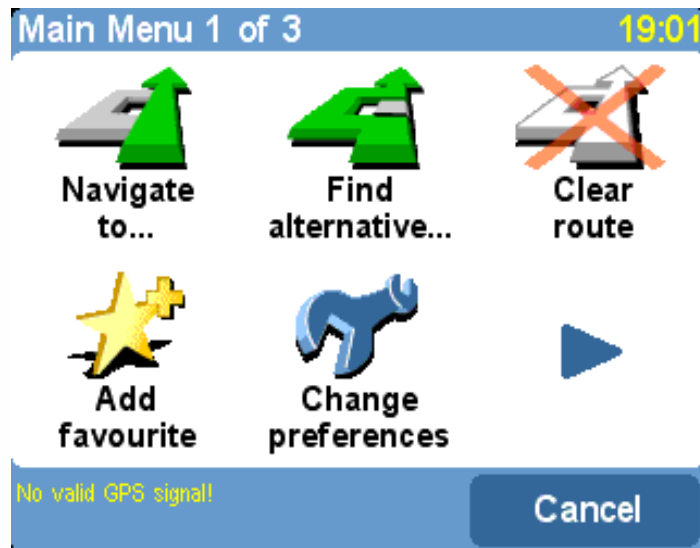 Main Menu 1 of 3
19:01
Navigate
to...
Find
alternative...
Clear
route
Add
favourite
Change
preferences
No valid GPS signal!
Cancel